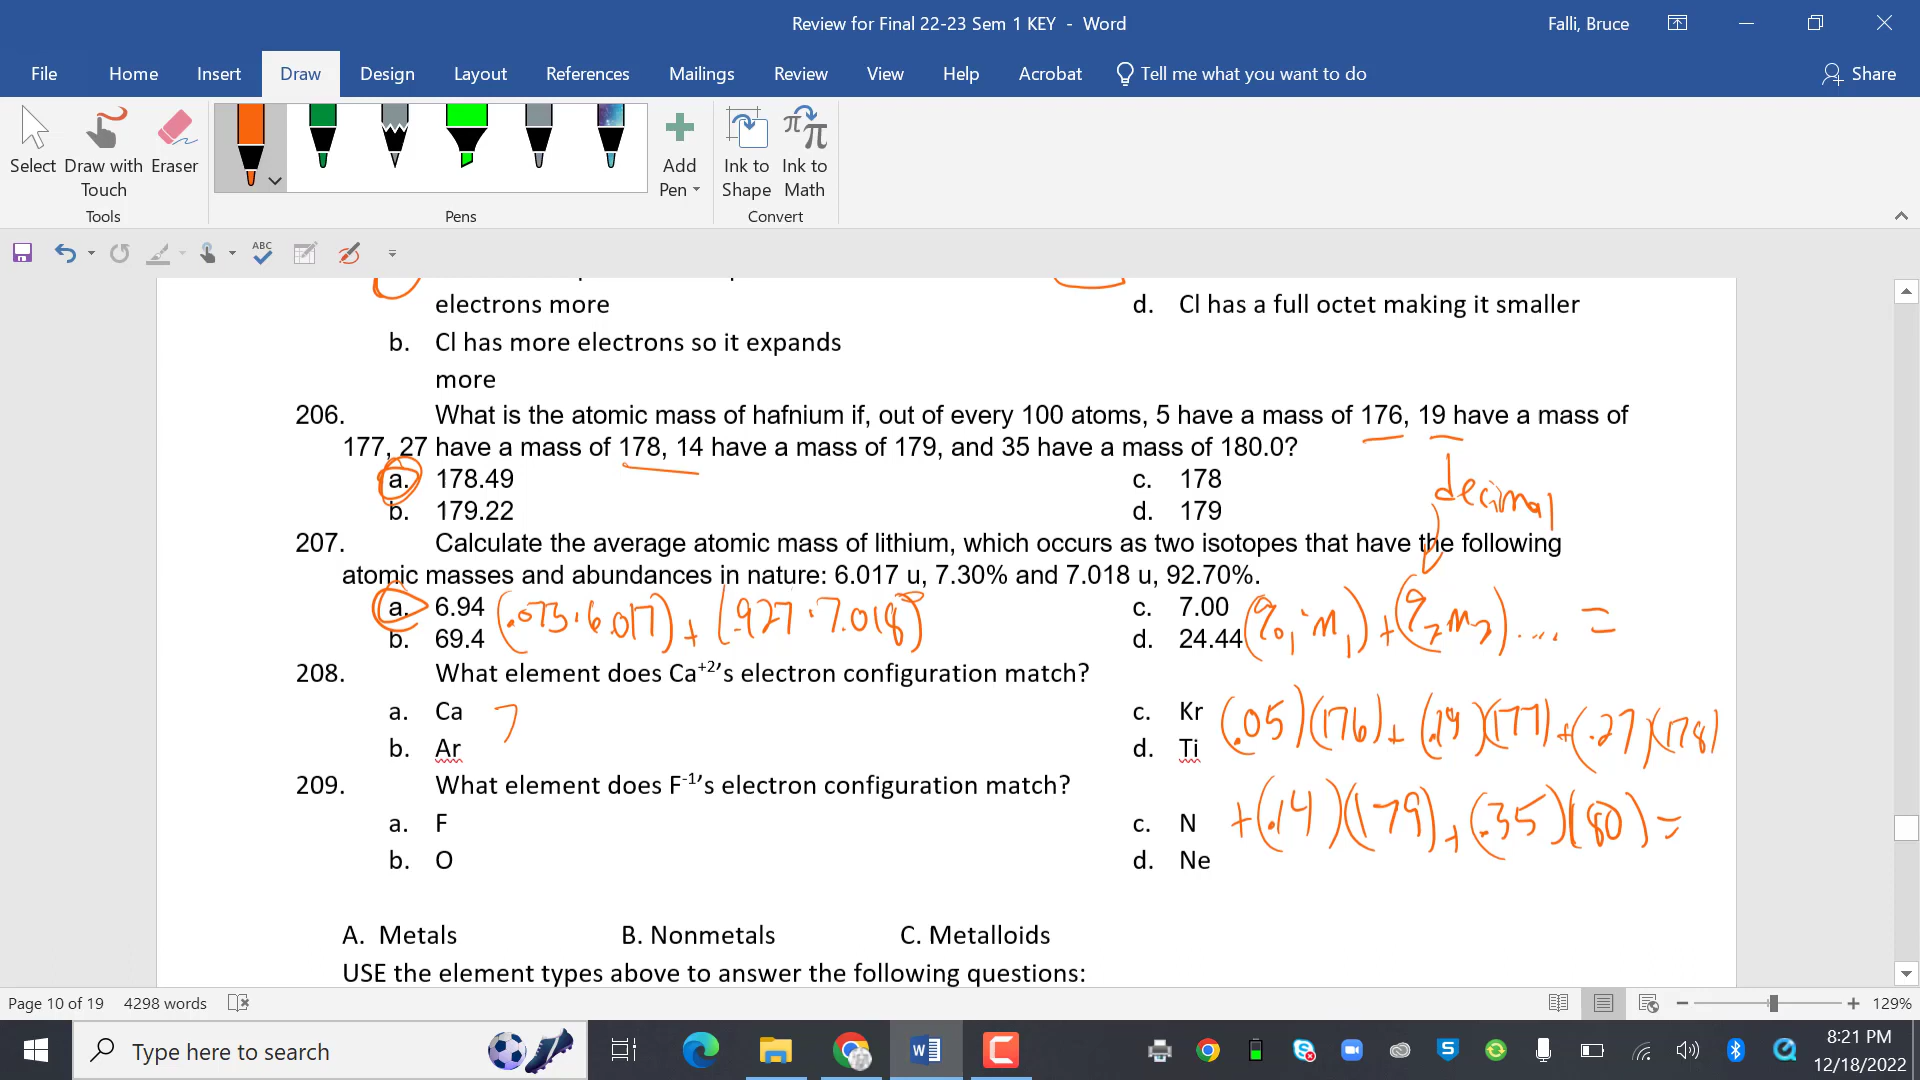 Review for Final 22-23 Sem 1 KEY - Word
Falli, Bruce
File Home Insert Draw Design Layout References Mailings Review View Help Acrobat Tell me what you want to do Share
Select Draw with Touch Eraser Add Pen Ink to Shape Ink to Math
Tools Pens Convert
ABC
electrons more
d. Cl has a full octet making it smaller
b. Cl has more electrons so it expands
more
206. What is the atomic mass of hafnium if, out of every 100 atoms, 5 have a mass of 176, 19 have a mass of
177, 27 have a mass of 178, 14 have a mass of 179, and 35 have a mass of 180.0?
a. 178.49 c. 178
decimal
b. 179.22 d. 179
207. Calculate the average atomic mass of lithium, which occurs as two isotopes that have the following
atomic masses and abundances in nature: 6.017 u, 7.30% and 7.018 u, 92.70%.
a. 6.94 c. 7.00
(.073·6.017) + (.927·7.018)
(%1·m1) + (%2m2).... =
b. 69.4 d. 24.44
208. What element does Ca+2's electron configuration match?
a. Ca c. Kr
(.05)(176) + (.19)(177) + (.27)(178)
b. Ar d. Ti
209. What element does F-1's electron configuration match?
a. F c. N
+(.14)(179) + (.35)(180) =
b. O d. Ne
A. Metals B. Nonmetals C. Metalloids
USE the element types above to answer the following questions:
Page 10 of 19 4298 words 129%
Type here to search
8:21 PM
12/18/2022